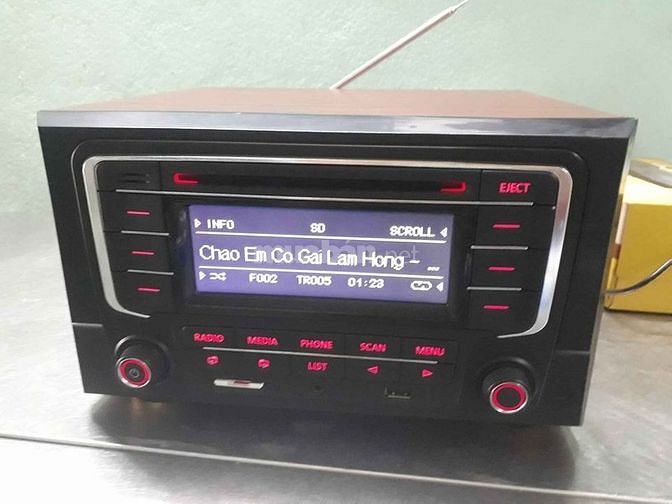 EJECT
INFO SD SCROLL
Chao Em Co Gai Lam Hong - ...
F002 TR005 01:23
RADIO MEDIA PHONE SCAN MENU
LIST